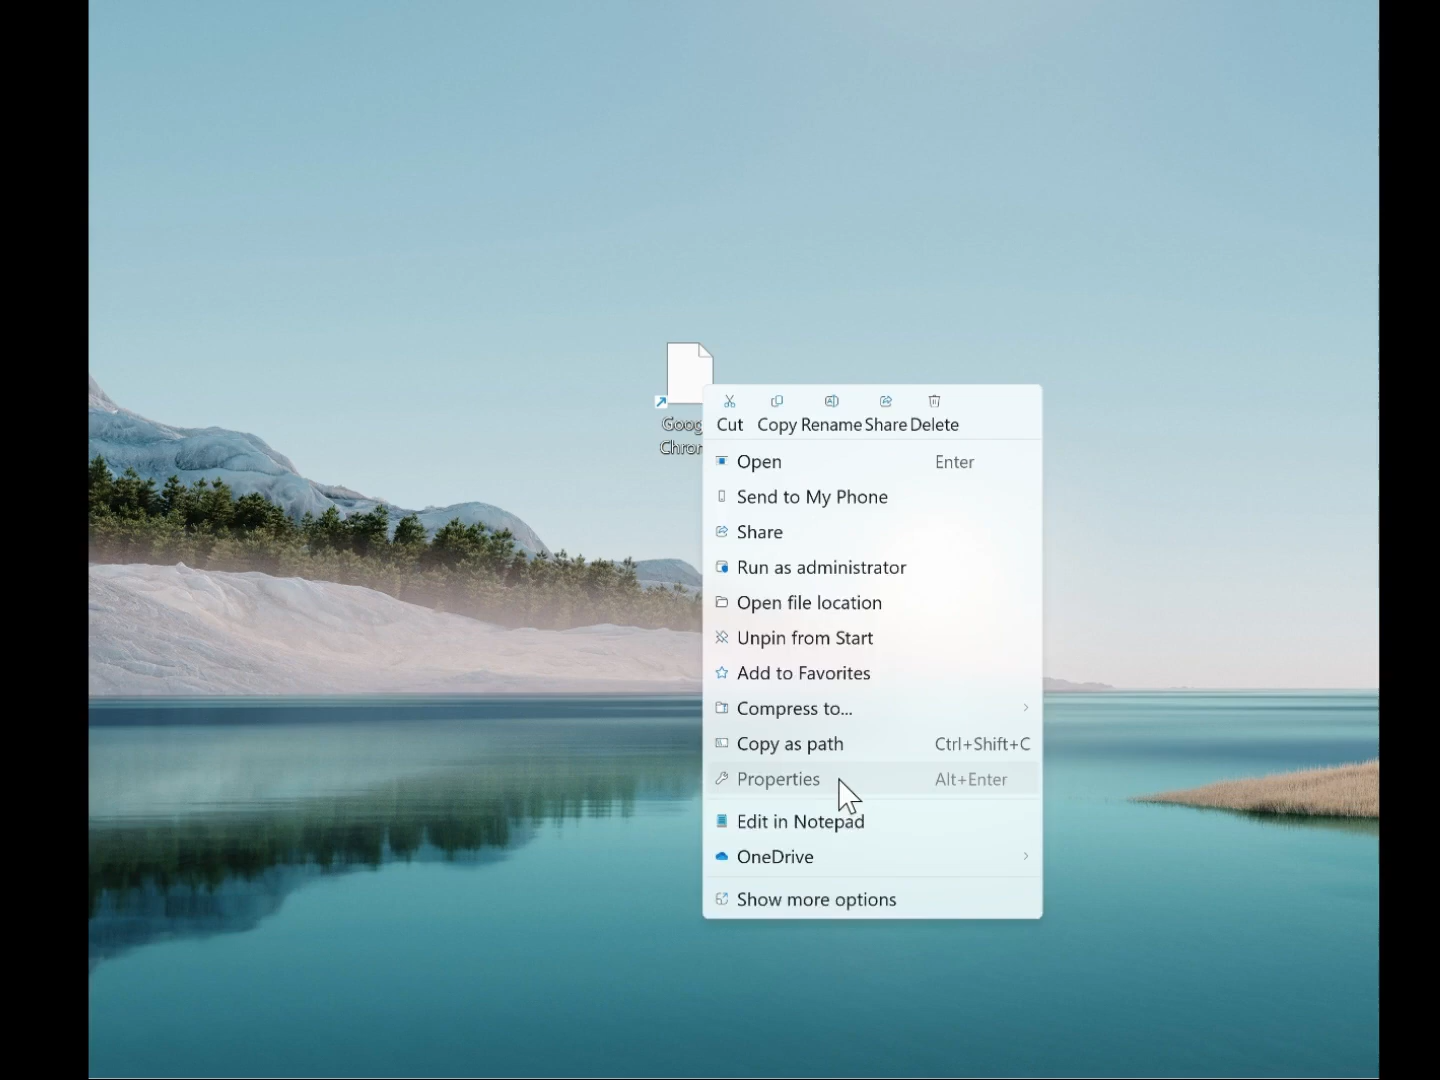 Cut Copy Rename Share Delete
Open Enter
Send to My Phone
Share
Run as administrator
Open file location
Unpin from Start
Add to Favorites
Compress to...
Copy as path Ctrl+Shift+C
Properties Alt+Enter
Edit in Notepad
OneDrive
Show more options